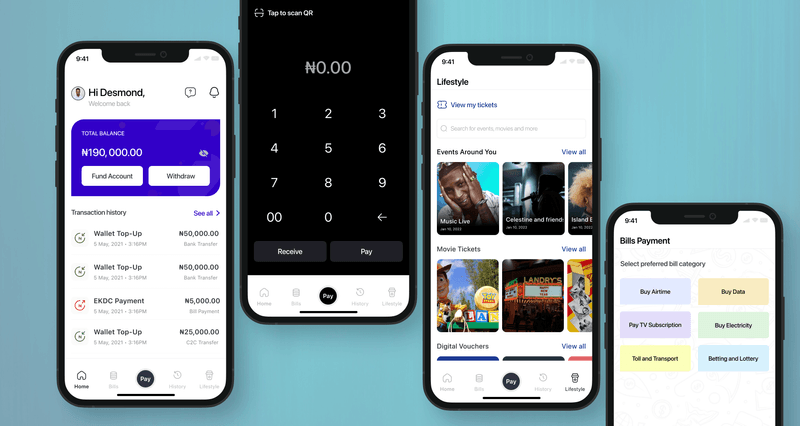 9:41
Hi Desmond,
Welcome back
TOTAL BALANCE
₦190,000.00
Fund Account
Withdraw
Transaction history
See all >
Wallet Top-Up ₦50,000.00
5 May, 2021 - 3:16PM Bank Transfer
Wallet Top-Up ₦50,000.00
5 May, 2021 - 3:16PM Bank Transfer
EKDC Payment ₦5,000.00
5 May, 2021 - 3:16PM Bill Payment
Wallet Top-Up ₦25,000.00
5 May, 2021 - 3:16PM C2C Transfer
Home Bills Pay History Lifestyle
Tap to scan QR
₦0.00
1 2 3
4 5 6
7 8 9
00 0 ←
Receive Pay
Home Bills Pay History Lifestyle
9:41
Lifestyle
View my tickets
Search for events, movies and more
Events Around You View all
Music Live
Jan 10, 2022
Celestine and friends
Jan 10, 2022
Island
Jan 10, 2022
Movie Tickets View all
LANDRY'S
Digital Vouchers View all
Home Bills Pay History Lifestyle
9:41
Bills Payment
Select preferred bill category
Buy Airtime Buy Data
Pay TV Subscription Buy Electricity
Toll and Transport Betting and Lottery